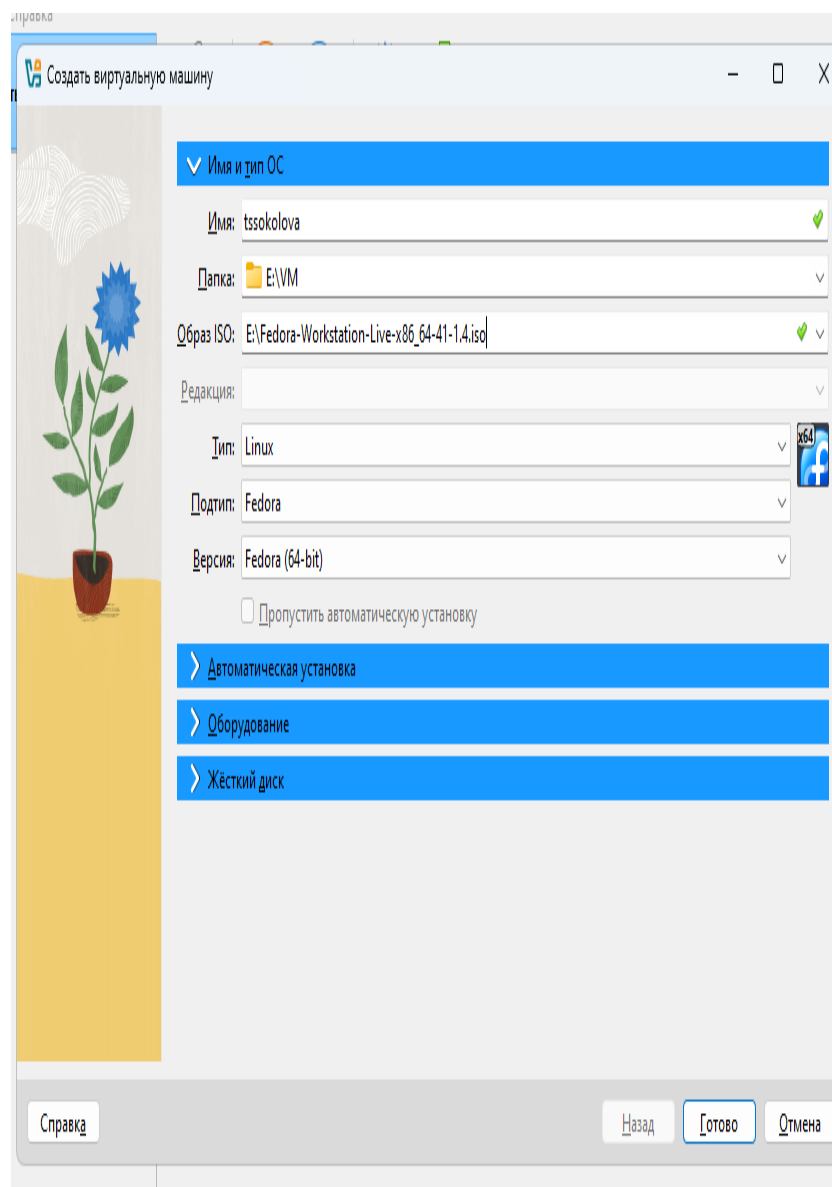 Справка
Создать виртуальную машину
Имя и тип ОС
Имя: tssokolova
Папка: E:\VM
Образ ISO: E:\Fedora-Workstation-Live-x86_64-41-1.4.iso
Редакция:
Тип: Linux
x64
Подтип: Fedora
Версия: Fedora (64-bit)
Пропустить автоматическую установку
Автоматическая установка
Оборудование
Жёсткий диск
Справка Назад Готово Отмена